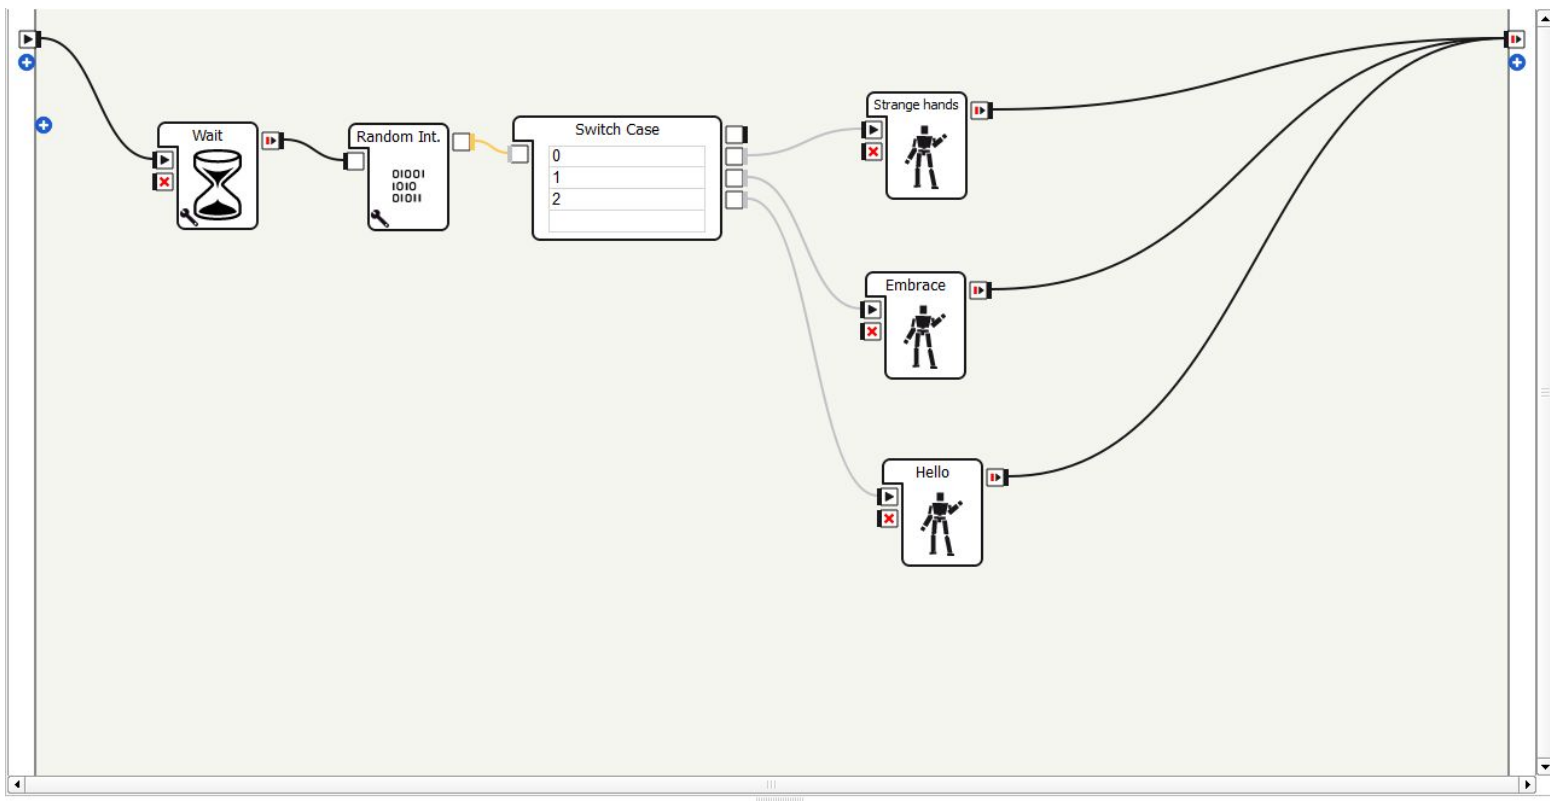 Wait
Random Int.
01001
1010
01011
Switch Case
0
1
2
Strange hands
Embrace
Hello